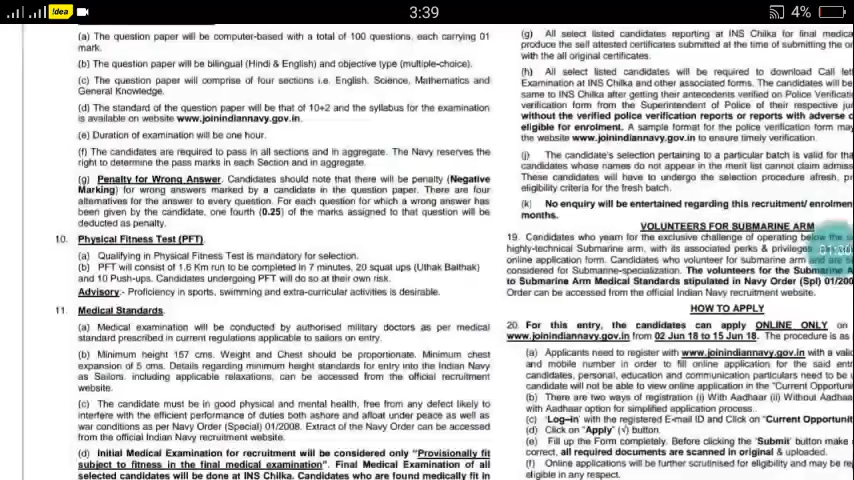 !dea
3:39
4%
(a) The question paper will be computer-based with a total of 100 questions, each carrying 01
mark.
(b) The question paper will be bilingual (Hindi & English) and objective type (multiple-choice).
(c) The question paper will comprise of four sections i.e. English, Science, Mathematics and
General Knowledge.
(d) The standard of the question paper will be that of 10+2 and the syllabus for the examination
is available on website www.joinindiannavy.gov.in.
(e) Duration of examination will be one hour.
(f) The candidates are required to pass in all sections and in aggregate. The Navy reserves the
right to determine the pass marks in each Section and in aggregate.
(g) Penalty for Wrong Answer. Candidates should note that there will be penalty (Negative
Marking) for wrong answers marked by a candidate in the question paper. There are four
alternatives for the answer to every question. For each question for which a wrong answer has
been given by the candidate, one fourth (0.25) of the marks assigned to that question will be
deducted as penalty.
10. Physical Fitness Test (PFT).
(a) Qualifying in Physical Fitness Test is mandatory for selection.
(b) PFT will consist of 1.6 Km run to be completed in 7 minutes, 20 squat ups (Uthak Baithak)
and 10 Push-ups. Candidates undergoing PFT will do so at their own risk.
Advisory:- Proficiency in sports, swimming and extra-curricular activities is desirable.
11. Medical Standards.
(a) Medical examination will be conducted by authorised military doctors as per medical
standard prescribed in current regulations applicable to sailors on entry.
(b) Minimum height 157 cms. Weight and Chest should be proportionate. Minimum chest
expansion of 5 cms. Details regarding minimum height standards for entry into the Indian Navy
as Sailors, including applicable relaxations, can be accessed from the official recruitment
website.
(c) The candidate must be in good physical and mental health, free from any defect likely to
interfere with the efficient performance of duties both ashore and afloat under peace as well as
war conditions as per Navy Order (Special) 01/2008. Extract of the Navy Order can be accessed
from the official Indian Navy recruitment website.
(d) Initial Medical Examination for recruitment will be considered only "Provisionally fit
subject to fitness in the final medical examination". Final Medical Examination of all
selected candidates will be done at INS Chilka. Candidates who are found medically fit in
(g) All select listed candidates reporting at INS Chilka for final medica
produce the self attested certificates submitted at the time of submitting the on
with the all original certificates.
(h) All select listed candidates will be required to download Call lett
Examination at INS Chilka and other associated forms. The candidates will be
same to INS Chilka after getting their antecedents verified on Police Verificati
verification form from the Superintendent of Police of their respective ju
without the verified police verification reports or reports with adverse c
eligible for enrolment. A sample format for the police verification form may
the website www.joinindiannavy.gov.in to ensure timely verification.
(j) The candidate's selection pertaining to a particular batch is valid for tha
candidates whose names do not appear in the merit list cannot claim admiss
These candidates will have to undergo the selection procedure afresh, pr
eligibility criteria for the fresh batch.
(k) No enquiry will be entertained regarding this recruitment/ enrolmen
months.
VOLUNTEERS FOR SUBMARINE ARM
19. Candidates who yearn for the exclusive challenge of operating below the s
highly-technical Submarine arm, with its associated perks & privileges
online application form. Candidates who volunteer for submarine arm and are s
considered for Submarine-specialization. The volunteers for the Submarine A
to Submarine Arm Medical Standards stipulated in Navy Order (Spl) 01/200
Order can be accessed from the official Indian Navy recruitment website.
HOW TO APPLY
20. For this entry, the candidates can apply ONLINE ONLY on
www.joinindiannavy.gov.in from 02 Jun 18 to 15 Jun 18. The procedure is as
(a) Applicants need to register with www.joinindiannavy.gov.in with a valid
and mobile number in order to fill online application for the said entr
candidates, personal, education and communication particulars need to be
candidate will not be able to view online application in the "Current Opportuni
(b) There are two ways of registration (i) With Aadhaar (ii) Without Aadhaa
with Aadhaar option for simplified application process..
(c) 'Log-in' with the registered E-mail ID and Click on "Current Opportunit
(d) Click on "Apply" (√) button.
(e) Fill up the Form completely. Before clicking the 'Submit' button make
correct, all required documents are scanned in original & uploaded.
(f) Online applications will be further scrutinised for eligibility and may be re
eligible in any respect.